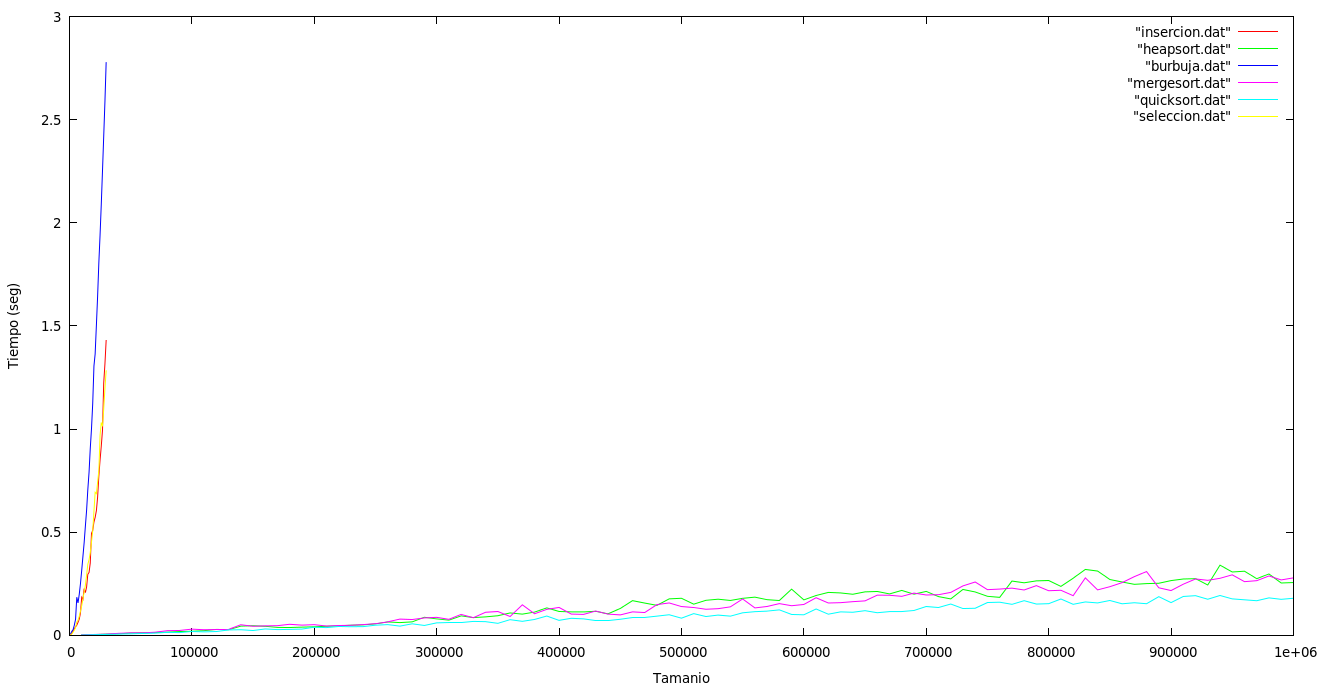 3
2.5
2
1.5
1
0.5
0
Tiempo (seg)
"insercion.dat"
"heapsort.dat"
"burbuja.dat"
"mergesort.dat"
"quicksort.dat"
"seleccion.dat"
0 100000 200000 300000 400000 500000 600000 700000 800000 900000 1e+06
Tamanio